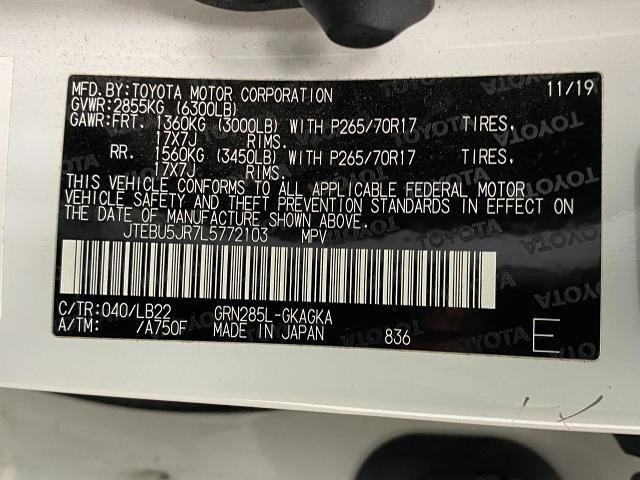 MFD. BY: TOYOTA MOTOR CORPORATION 11/19
GVWR: 2855KG (6300LB)
GAWR: FRT. 1360KG (3000LB) WITH P265/70R17 TIRES,
17X7J RIMS.
RR. 1560KG (3450LB) WITH P265/70R17 TIRES,
17X7J RIMS.
THIS VEHICLE CONFORMS TO ALL APPLICABLE FEDERAL MOTOR
VEHICLE SAFETY AND THEFT PREVENTION STANDARDS IN EFFECT ON
THE DATE OF MANUFACTURE SHOWN ABOVE.
JTEBU5JR7L5772103 MPV
C/TR: 040/LB22 GRN285L-GKAGKA
A/TM: /A750F MADE IN JAPAN 836 E